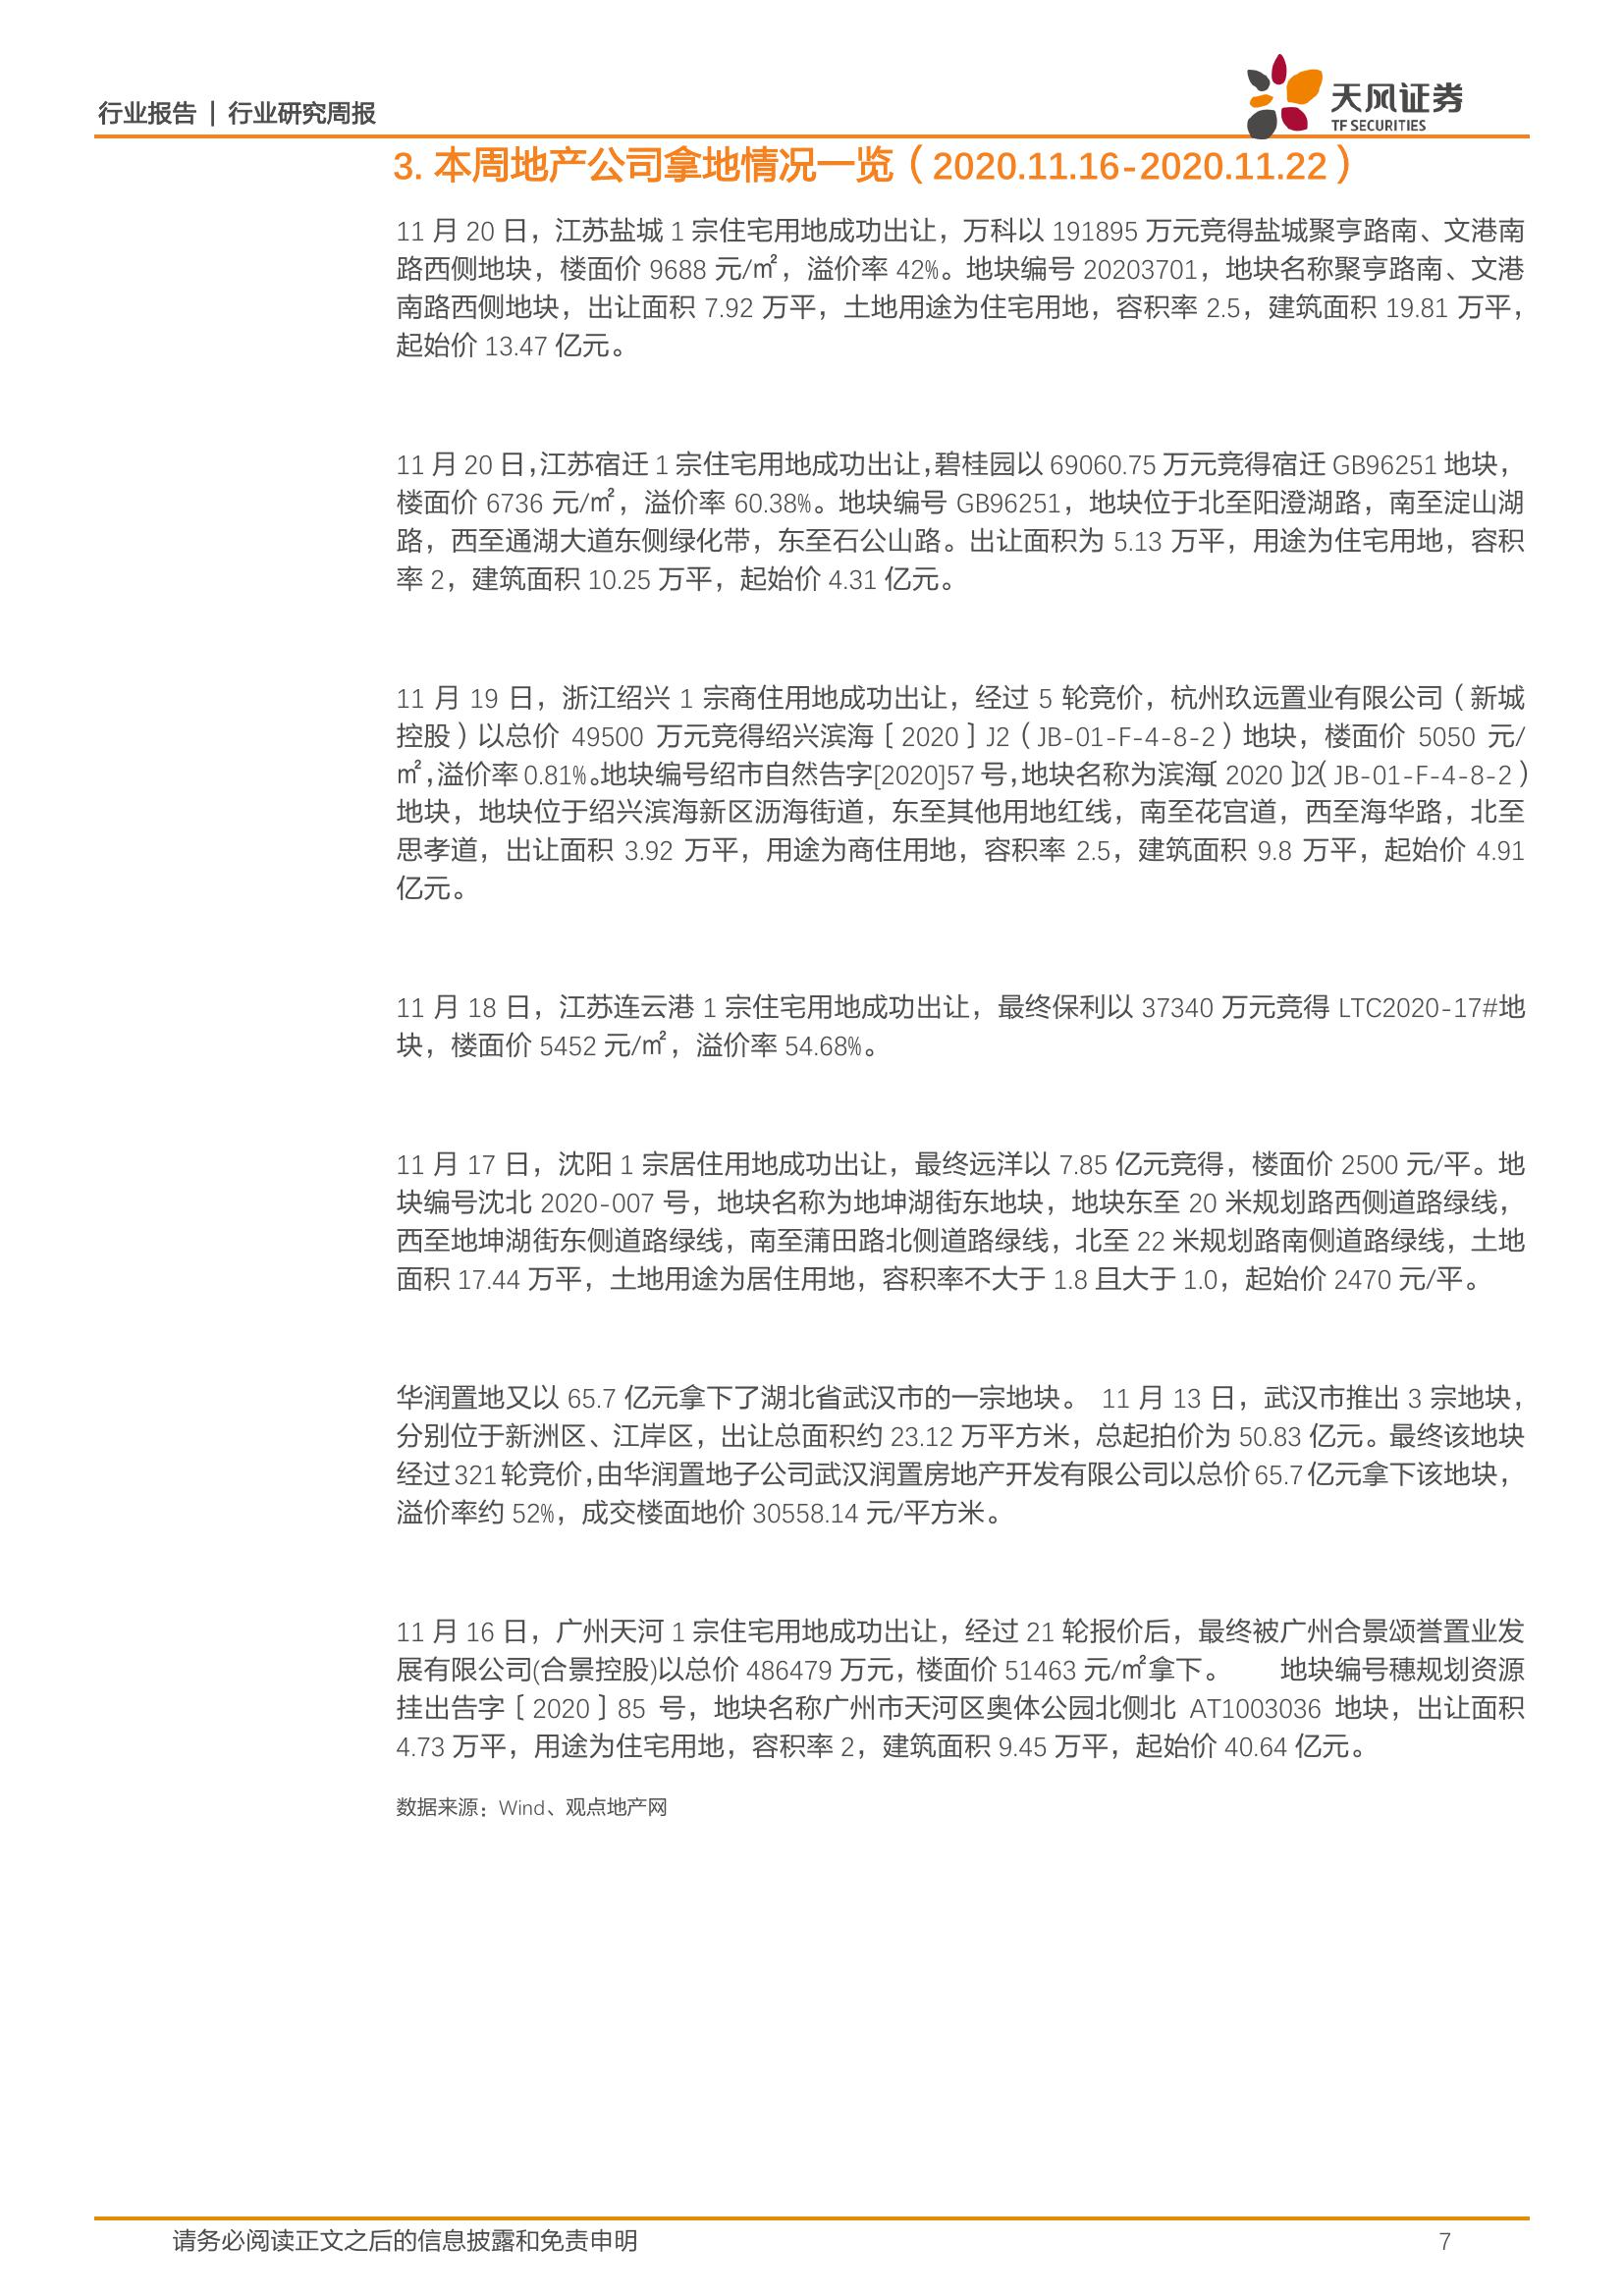 行业报告 | 行业研究周报
天风证券
TF SECURITIES
3. 本周地产公司拿地情况一览（2020.11.16-2020.11.22）
11 月 20 日，江苏盐城 1 宗住宅用地成功出让，万科以 191895 万元竞得盐城聚亨路南、文港南
路西侧地块，楼面价 9688 元/㎡，溢价率 42%。地块编号 20203701，地块名称聚亨路南、文港
南路西侧地块，出让面积 7.92 万平，土地用途为住宅用地，容积率 2.5，建筑面积 19.81 万平，
起始价 13.47 亿元。
11 月 20 日，江苏宿迁 1 宗住宅用地成功出让，碧桂园以 69060.75 万元竞得宿迁 GB96251 地块，
楼面价 6736 元/㎡，溢价率 60.38%。地块编号 GB96251，地块位于北至阳澄湖路，南至淀山湖
路，西至通湖大道东侧绿化带，东至石公山路。出让面积为 5.13 万平，用途为住宅用地，容积
率 2，建筑面积 10.25 万平，起始价 4.31 亿元。
11 月 19 日，浙江绍兴 1 宗商住用地成功出让，经过 5 轮竞价，杭州玖远置业有限公司（新城
控股）以总价 49500 万元竞得绍兴滨海〔2020〕J2（JB-01-F-4-8-2）地块，楼面价 5050 元/
㎡，溢价率 0.81%。地块编号绍市自然告字[2020]57 号，地块名称为滨海〔2020〕J2（JB-01-F-4-8-2）
地块，地块位于绍兴滨海新区沥海街道，东至其他用地红线，南至花宫道，西至海华路，北至
思孝道，出让面积 3.92 万平，用途为商住用地，容积率 2.5，建筑面积 9.8 万平，起始价 4.91
亿元。
11 月 18 日，江苏连云港 1 宗住宅用地成功出让，最终保利以 37340 万元竞得 LTC2020-17#地
块，楼面价 5452 元/㎡，溢价率 54.68%。
11 月 17 日，沈阳 1 宗居住用地成功出让，最终远洋以 7.85 亿元竞得，楼面价 2500 元/平。地
块编号沈北 2020-007 号，地块名称为地坤湖街东地块，地块东至 20 米规划路西侧道路绿线，
西至地坤湖街东侧道路绿线，南至蒲田路北侧道路绿线，北至 22 米规划路南侧道路绿线，土地
面积 17.44 万平，土地用途为居住用地，容积率不大于 1.8 且大于 1.0，起始价 2470 元/平。
华润置地又以 65.7 亿元拿下了湖北省武汉市的一宗地块。 11 月 13 日，武汉市推出 3 宗地块，
分别位于新洲区、江岸区，出让总面积约 23.12 万平方米，总起拍价为 50.83 亿元。最终该地块
经过 321 轮竞价，由华润置地子公司武汉润置房地产开发有限公司以总价 65.7 亿元拿下该地块，
溢价率约 52%，成交楼面地价 30558.14 元/平方米。
11 月 16 日，广州天河 1 宗住宅用地成功出让，经过 21 轮报价后，最终被广州合景颂誉置业发
展有限公司(合景控股)以总价 486479 万元，楼面价 51463 元/㎡拿下。 地块编号穗规划资源
挂出告字〔2020〕85 号，地块名称广州市天河区奥体公园北侧北 AT1003036 地块，出让面积
4.73 万平，用途为住宅用地，容积率 2，建筑面积 9.45 万平，起始价 40.64 亿元。
数据来源：Wind、观点地产网
请务必阅读正文之后的信息披露和免责申明 7